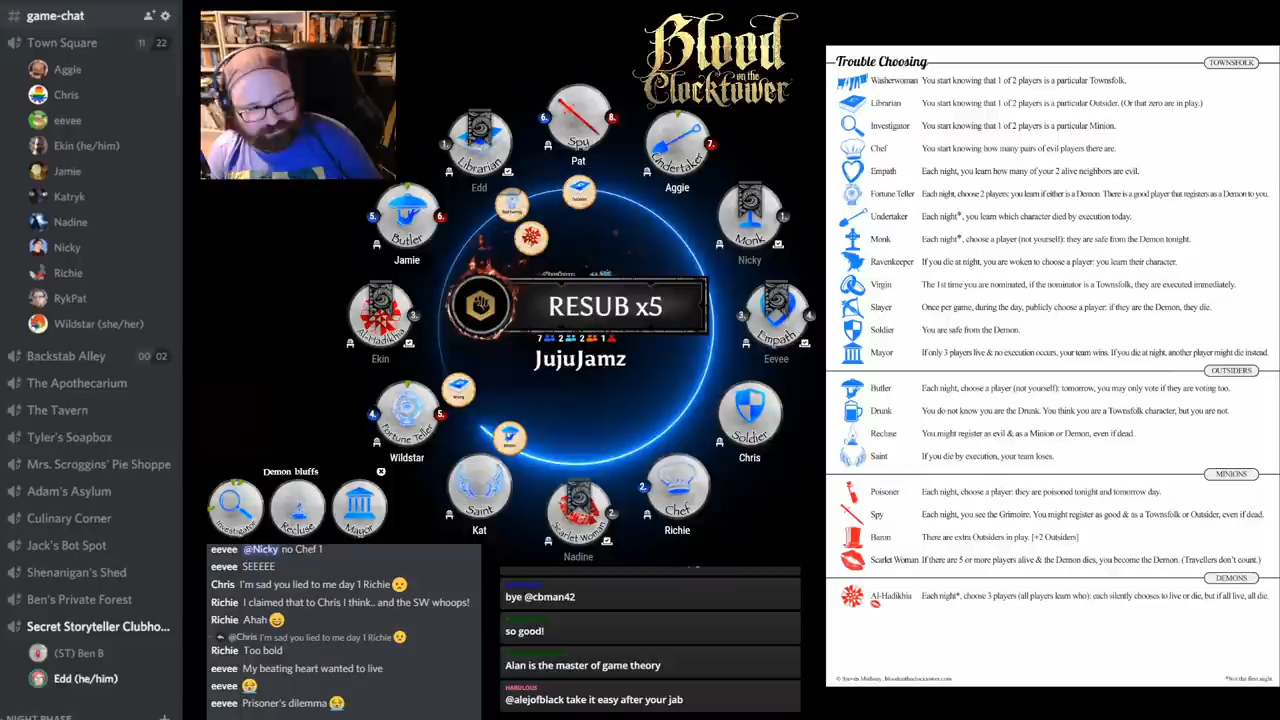 # game-chat
Town Square 11 22
Aggie
Chris
eevee
Ekin (he/him)
Jamie
Katryk
Nadine
Nicky
Richie
RykPat
Wildstar (she/her)
Backstab Alley 00 02
The Apothecarium
The Tavern
Tyler's Soapbox
Mrs. Scroggins' Pie Shoppe
Adam's Asylum
Culinary Corner
Jack's Beer Spot
Shennigan's Shed
Ben's Private Forest
Secret Storyteller Clubho...
(ST) Ben B
Edd (he/him)
NIGHT PHASE
Blood
on the
Clocktower
Spy
6.
8.
Pat
Librarian
1.
Edd
Undertaker
7.
Aggie
Butler
5.
6.
Jamie
Monk
1.
Nicky
Al-Hadikhia
3.
Ekin
Empath
3.
4.
Eevee
Fortune Teller
4.
5.
Wildstar
Soldier
Chris
Saint
Kat
Scarlet Woman
2.
Nadine
Chef
2.
Richie
RESUB x5
7 2 2 1
JujuJamz
Demon bluffs
Investigator
Recluse
Mayor
eevee @Nicky no Chef 1
eevee SEEEEE
Chris I'm sad you lied to me day 1 Richie
Richie I claimed that to Chris I think.. and the SW whoops!
Richie Ahah
@Chris I'm sad you lied to me day 1 Richie
Richie Too bold
eevee My beating heart wanted to live
eevee
eevee Prisoner's dilemma
bye @cbman42
so good!
Alan is the master of game theory
HABULOUS
@alejofblack take it easy after your jab
Trouble Choosing
TOWNSFOLK
Washerwoman You start knowing that 1 of 2 players is a particular Townsfolk.
Librarian You start knowing that 1 of 2 players is a particular Outsider. (Or that zero are in play.)
Investigator You start knowing that 1 of 2 players is a particular Minion.
Chef You start knowing how many pairs of evil players there are.
Empath Each night, you learn how many of your 2 alive neighbors are evil.
Fortune Teller Each night, choose 2 players: you learn if either is a Demon. There is a good player that registers as a Demon to you.
Undertaker Each night*, you learn which character died by execution today.
Monk Each night*, choose a player (not yourself): they are safe from the Demon tonight.
Ravenkeeper If you die at night, you are woken to choose a player: you learn their character.
Virgin The 1st time you are nominated, if the nominator is a Townsfolk, they are executed immediately.
Slayer Once per game, during the day, publicly choose a player: if they are the Demon, they die.
Soldier You are safe from the Demon.
Mayor If only 3 players live & no execution occurs, your team wins. If you die at night, another player might die instead.
OUTSIDERS
Butler Each night, choose a player (not yourself): tomorrow, you may only vote if they are voting too.
Drunk You do not know you are the Drunk. You think you are a Townsfolk character, but you are not.
Recluse You might register as evil & as a Minion or Demon, even if dead.
Saint If you die by execution, your team loses.
MINIONS
Poisoner Each night, choose a player: they are poisoned tonight and tomorrow day.
Spy Each night, you see the Grimoire. You might register as good & as a Townsfolk or Outsider, even if dead.
Baron There are extra Outsiders in play. [+2 Outsiders]
Scarlet Woman If there are 5 or more players alive & the Demon dies, you become the Demon. (Travellers don't count.)
DEMONS
Al-Hadikhia Each night*, choose 3 players (all players learn who): each silently chooses to live or die, but if all live, all die.
© Steven Medway, bloodontheclocktower.com
*Not the first night